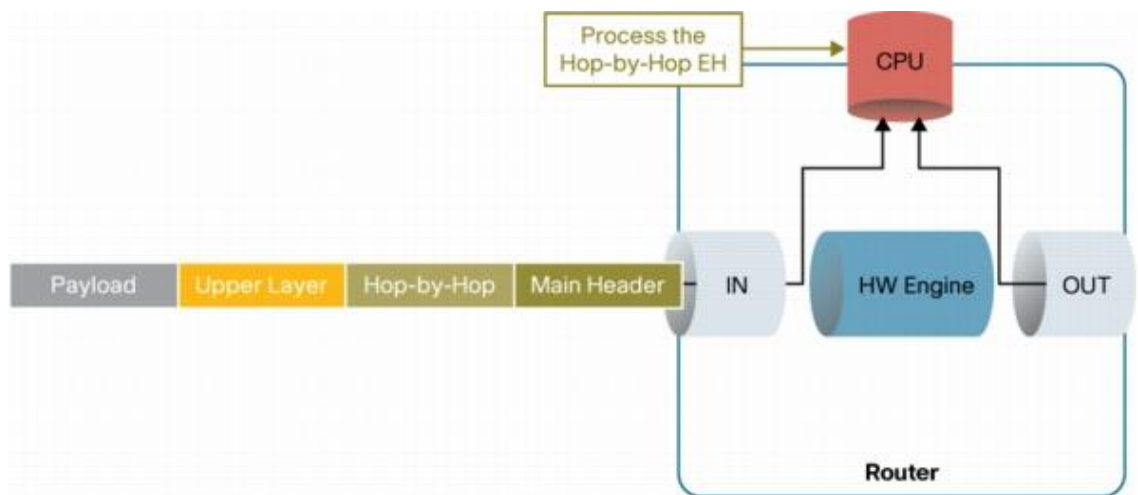 Process the
Hop-by-Hop EH
CPU
Payload
Upper Layer
Hop-by-Hop
Main Header
IN
HW Engine
OUT
Router